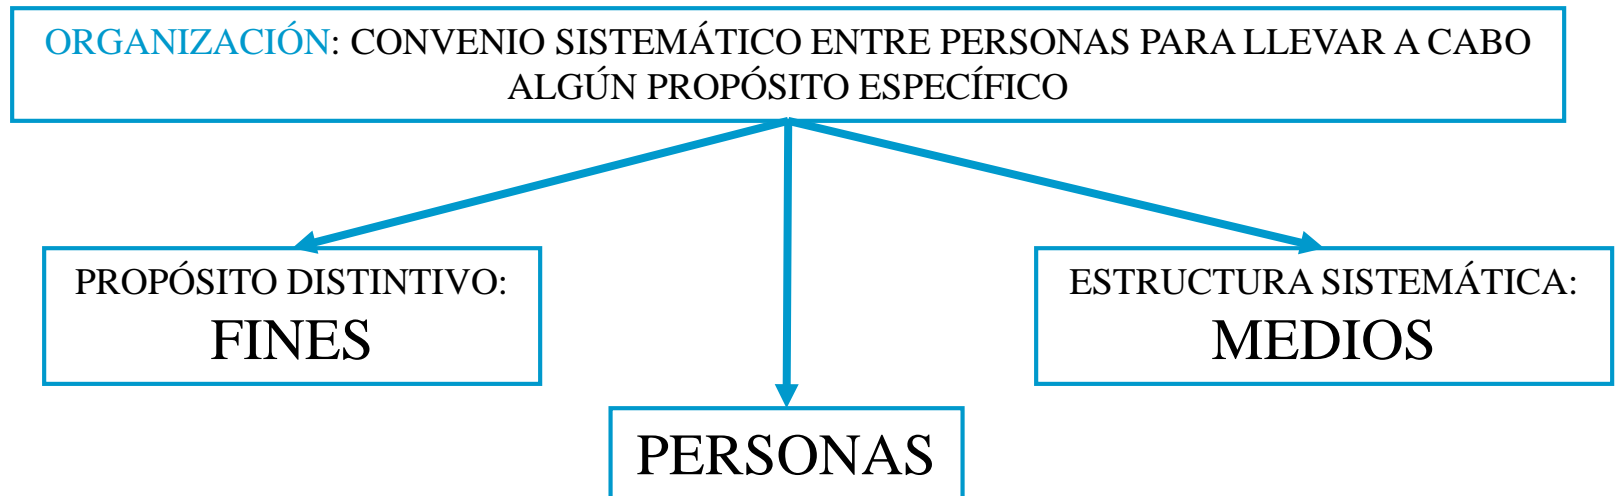 ORGANIZACIÓN: CONVENIO SISTEMÁTICO ENTRE PERSONAS PARA LLEVAR A CABO
ALGÚN PROPÓSITO ESPECÍFICO
PROPÓSITO DISTINTIVO:
FINES
ESTRUCTURA SISTEMÁTICA:
MEDIOS
PERSONAS